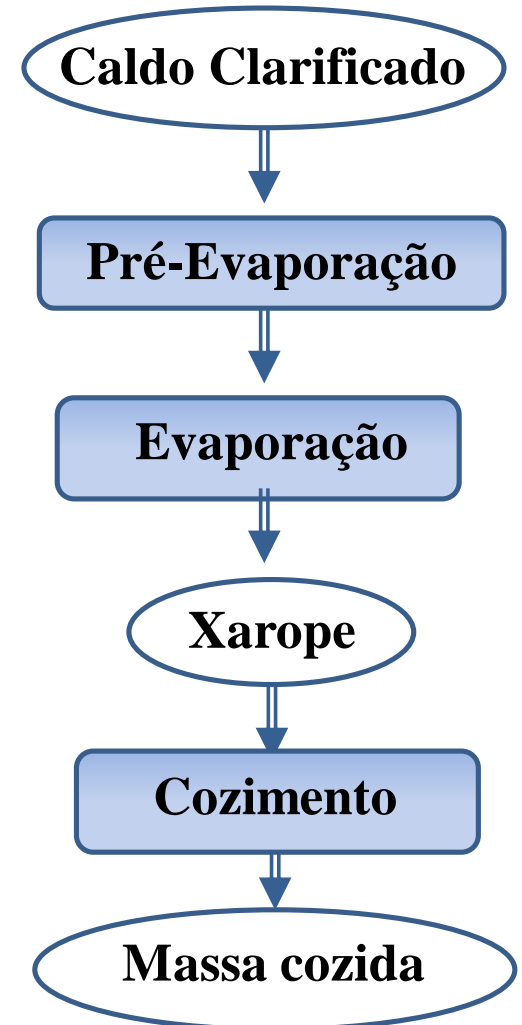 Caldo Clarificado
Pré-Evaporação
Evaporação
Xarope
Cozimento
Massa cozida